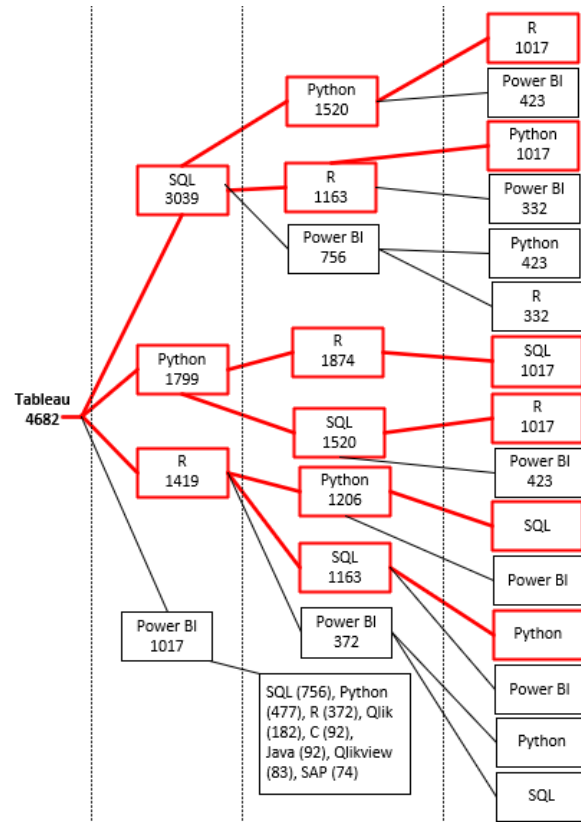 R
1017
Python
1520
Power BI
423
Python
1017
SQL
3039
R
1163
Power BI
332
Power BI
756
Python
423
R
332
Python
1799
R
1874
SQL
1017
Tableau
4682
SQL
1520
R
1017
Power BI
423
R
1419
Python
1206
SQL
Power BI
SQL
1163
Python
Power BI
1017
Power BI
372
Power BI
SQL (756), Python
(477), R (372), Qlik
(182), C (92),
Java (92), Qlikview
(83), SAP (74)
Python
SQL